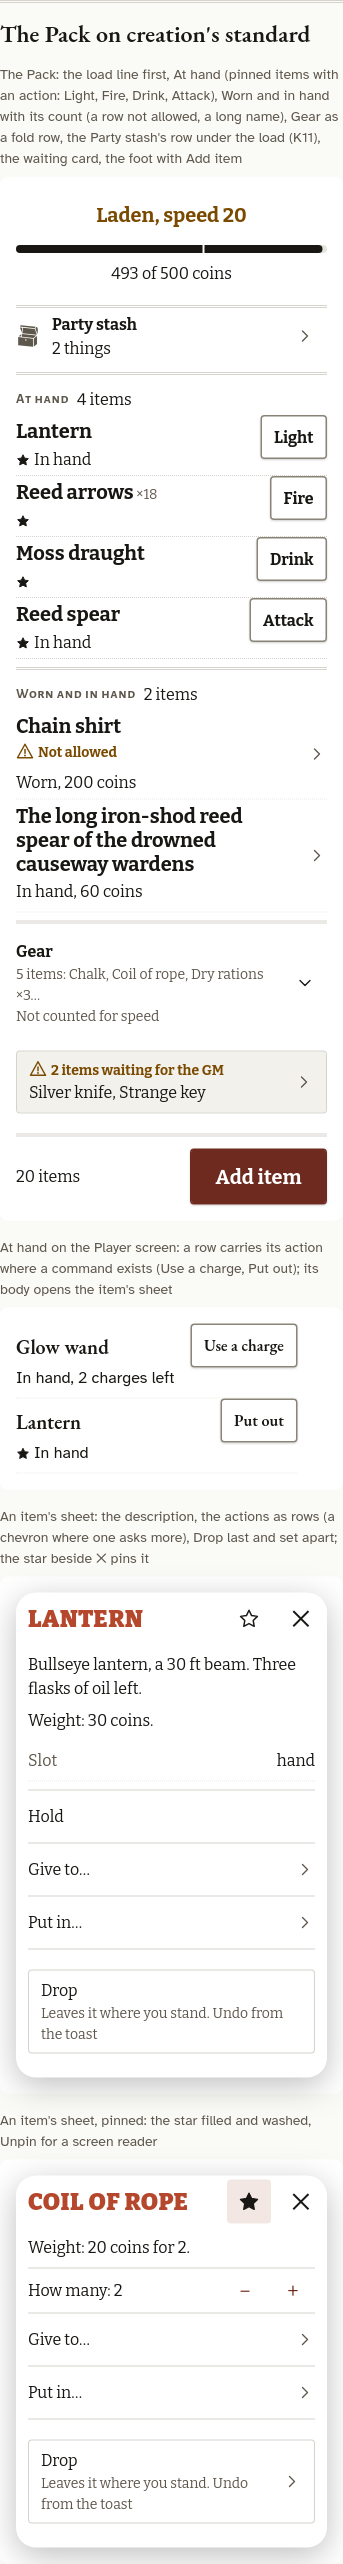 The Pack on creation's standard
The Pack: the load line first, At hand (pinned items with
an action: Light, Fire, Drink, Attack), Worn and in hand
with its count (a row not allowed, a long name), Gear as
a fold row, the Party stash's row under the load (K11),
the waiting card, the foot with Add item
Laden, speed 20
493 of 500 coins
Party stash
2 things
AT HAND 4 items
Lantern
★ In hand
Light
Reed arrows ×18
★
Fire
Moss draught
★
Drink
Reed spear
★ In hand
Attack
WORN AND IN HAND 2 items
Chain shirt
Not allowed
Worn, 200 coins
The long iron-shod reed
spear of the drowned
causeway wardens
In hand, 60 coins
Gear
5 items: Chalk, Coil of rope, Dry rations
×3…
Not counted for speed
2 items waiting for the GM
Silver knife, Strange key
20 items
Add item
At hand on the Player screen: a row carries its action
where a command exists (Use a charge, Put out); its
body opens the item's sheet
Glow wand
In hand, 2 charges left
Use a charge
Lantern
★ In hand
Put out
An item's sheet: the description, the actions as rows (a
chevron where one asks more), Drop last and set apart;
the star beside ✕ pins it
LANTERN
Bullseye lantern, a 30 ft beam. Three
flasks of oil left.
Weight: 30 coins.
Slot hand
Hold
Give to…
Put in…
Drop
Leaves it where you stand. Undo from
the toast
An item's sheet, pinned: the star filled and washed,
Unpin for a screen reader
COIL OF ROPE
Weight: 20 coins for 2.
How many: 2 − +
Give to…
Put in…
Drop
Leaves it where you stand. Undo
from the toast